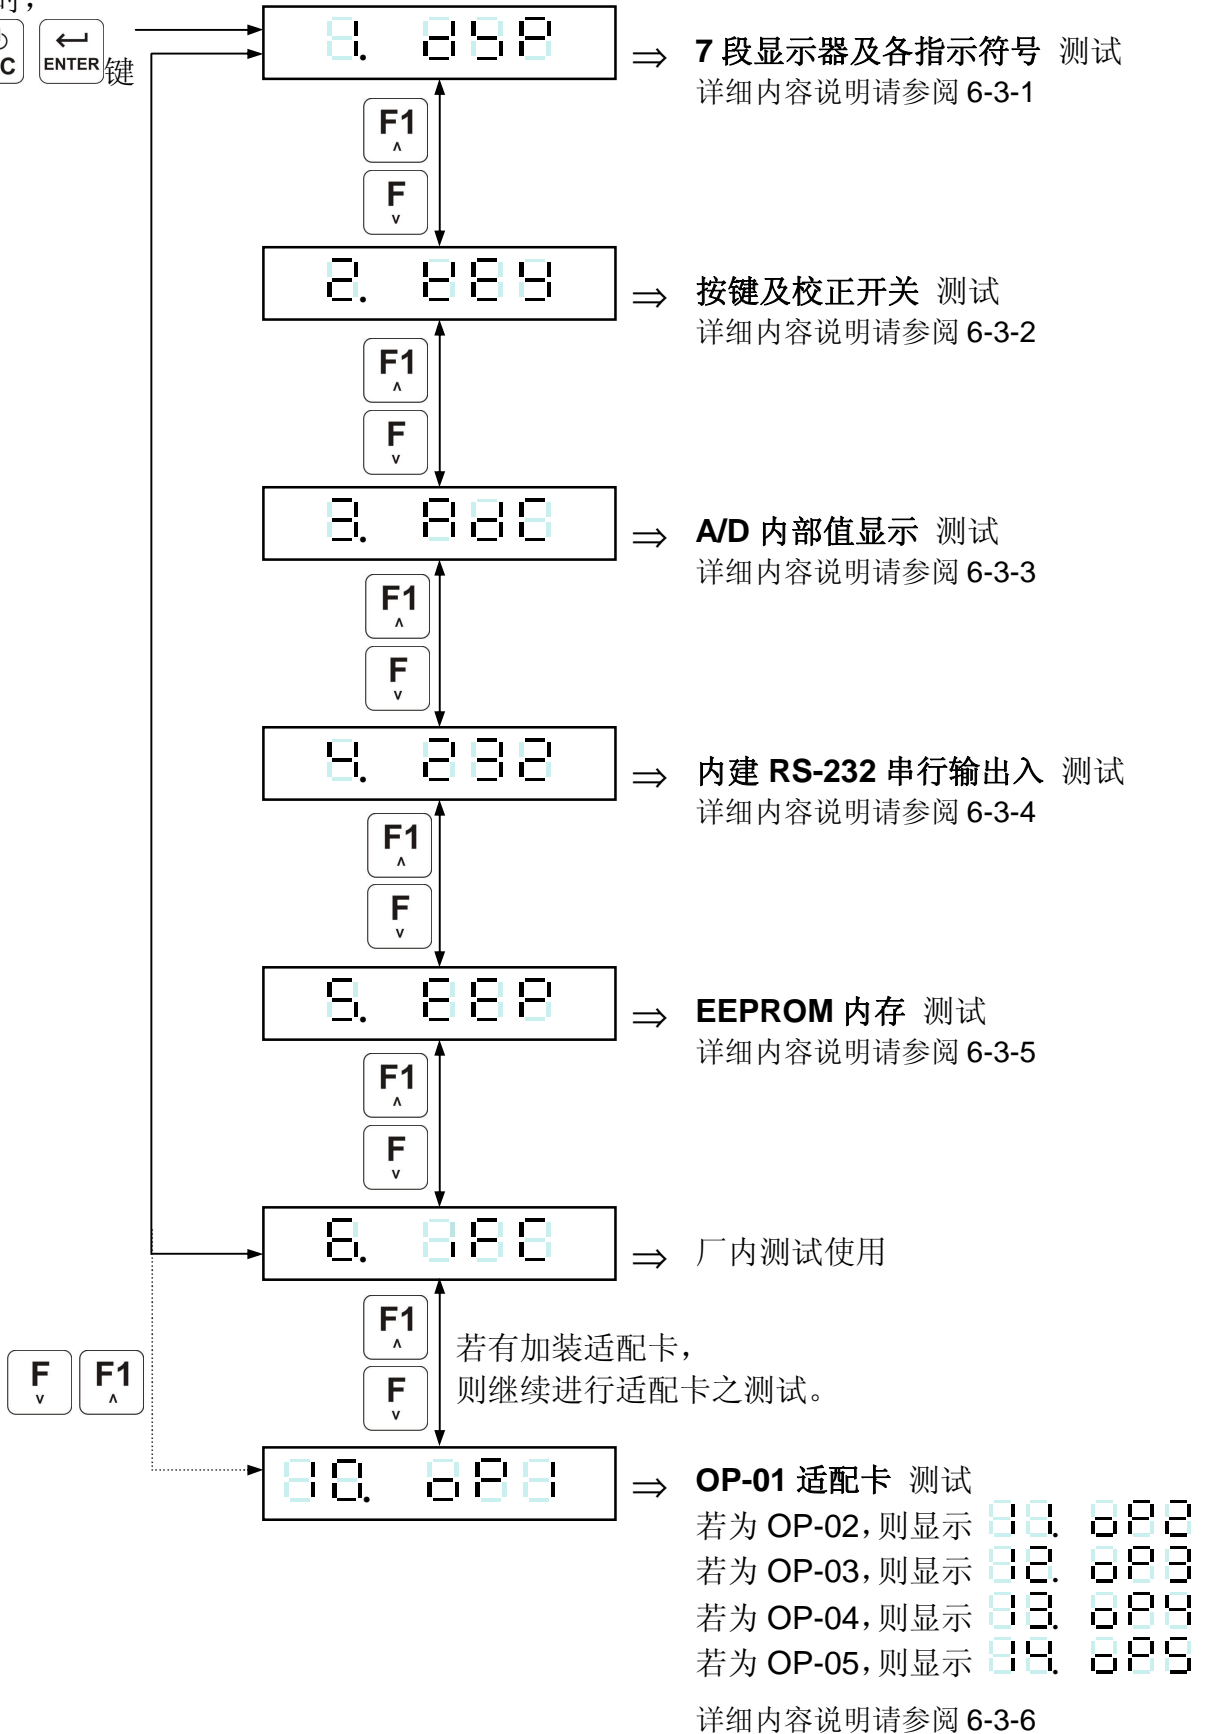 时，
C ENTER 键
1. dSP ⇒ 7 段显示器及各指示符号 测试
详细内容说明请参阅 6-3-1
F1
F
2. KEY ⇒ 按键及校正开关 测试
详细内容说明请参阅 6-3-2
F1
F
3. AdC ⇒ A/D 内部值显示 测试
详细内容说明请参阅 6-3-3
F1
F
4. 232 ⇒ 内建 RS-232 串行输出入 测试
详细内容说明请参阅 6-3-4
F1
F
5. EEP ⇒ EEPROM 内存 测试
详细内容说明请参阅 6-3-5
F1
F
6. iFC ⇒ 厂内测试使用
F1
若有加装适配卡，
F F1
F
则继续进行适配卡之测试。
10. oP1 ⇒ OP-01 适配卡 测试
若为 OP-02，则显示 11. oP2
若为 OP-03，则显示 12. oP3
若为 OP-04，则显示 13. oP4
若为 OP-05，则显示 14. oP5
详细内容说明请参阅 6-3-6